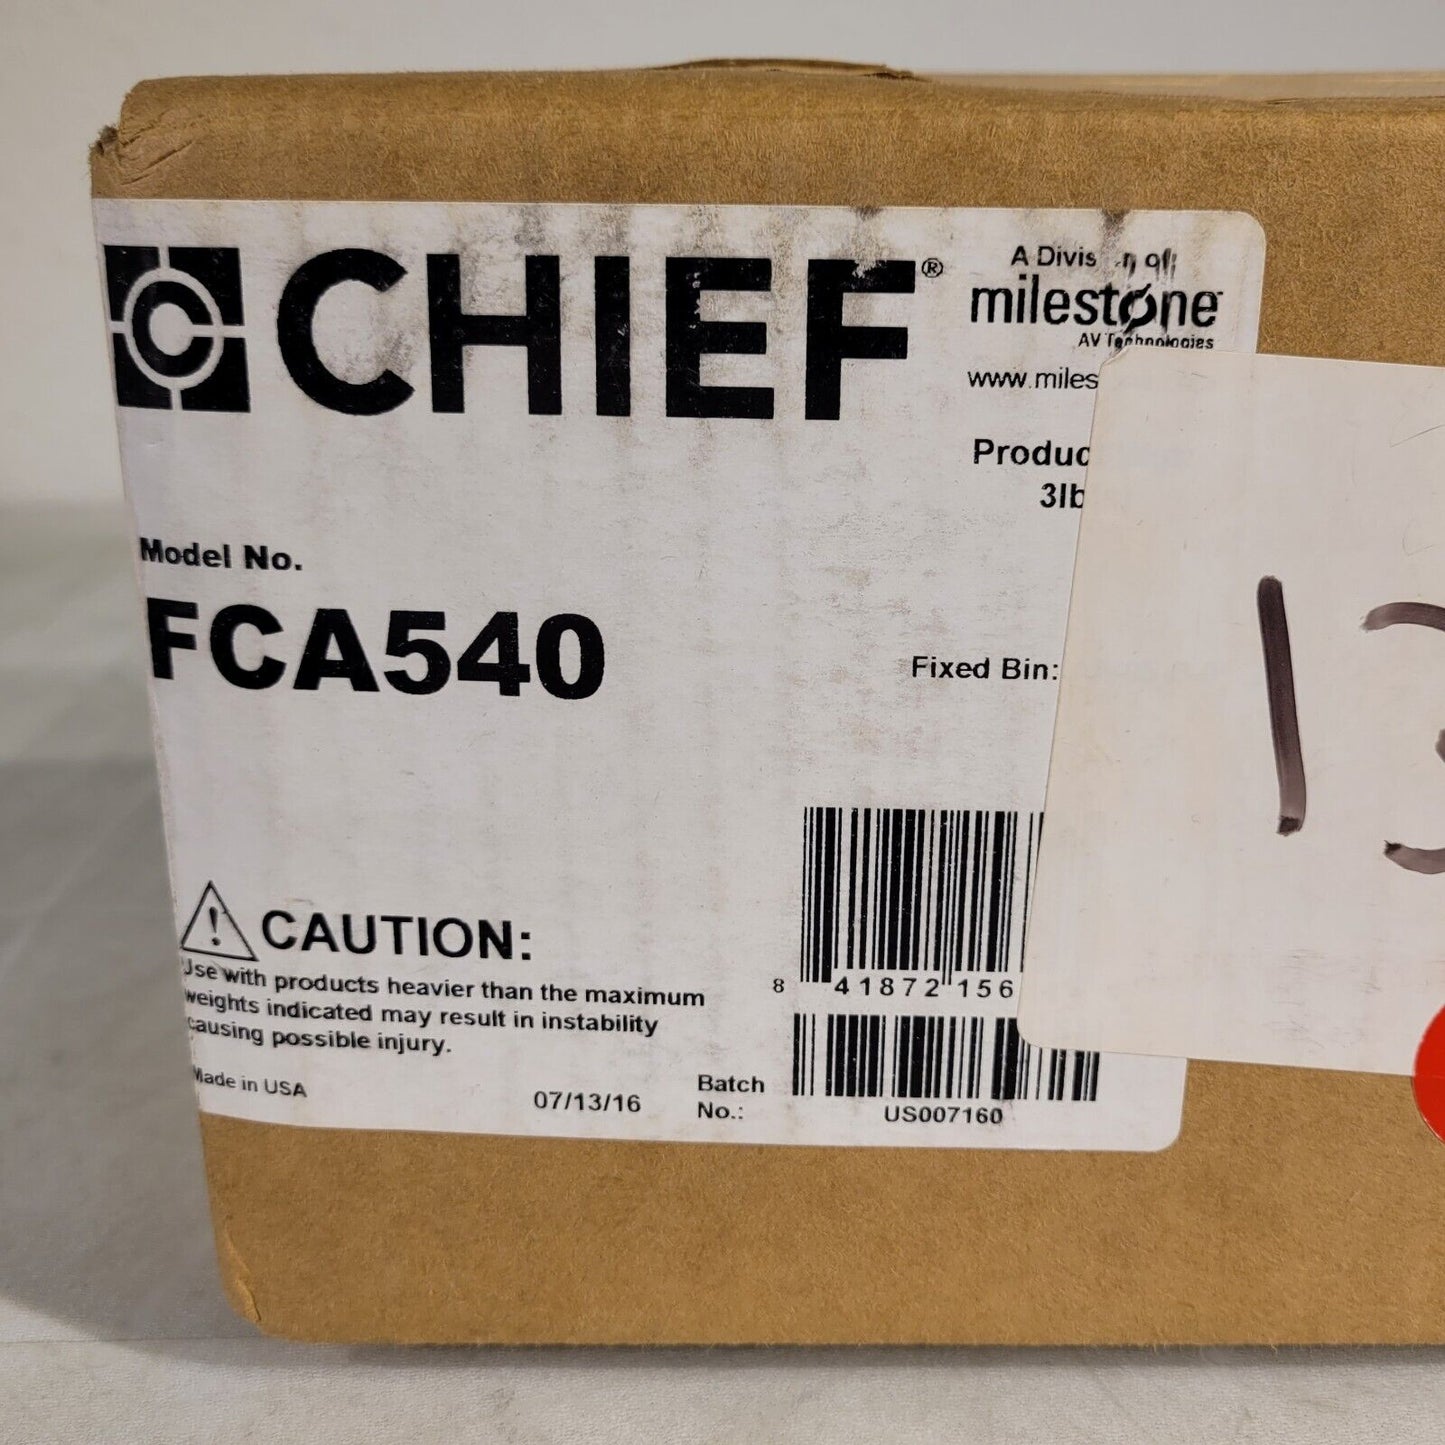 CHIEF®
A Division of
milestone™
AV Technologies
www.miles
Produc
3lb
Model No.
FCA540
Fixed Bin:
13
CAUTION:
Use with products heavier than the maximum
weights indicated may result in instability
causing possible injury.
8 41872 156
Made in USA
07/13/16
Batch
No.:
US007160